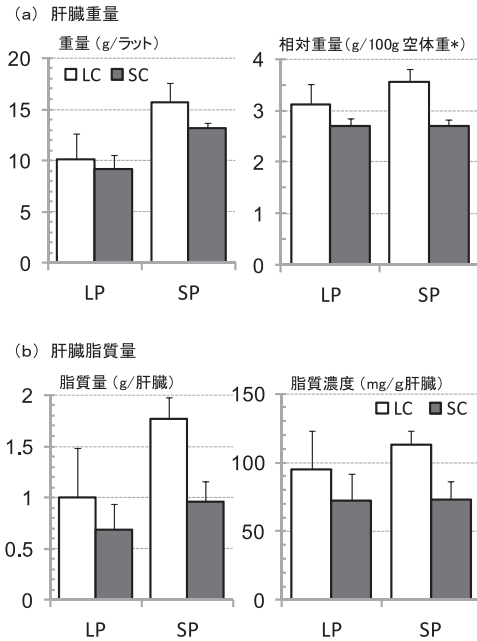 (a) 肝臓重量
重量 (g/ラット)
相対重量(g/100g 空体重*)
LC SC
20
15
10
5
0
LP SP
4
3
2
1
0
LP SP
(b) 肝臓脂質量
脂質量 (g/肝臓)
脂質濃度 (mg/g肝臓)
2
1.5
1
0.5
0
LP SP
LC SC
150
100
50
0
LP SP